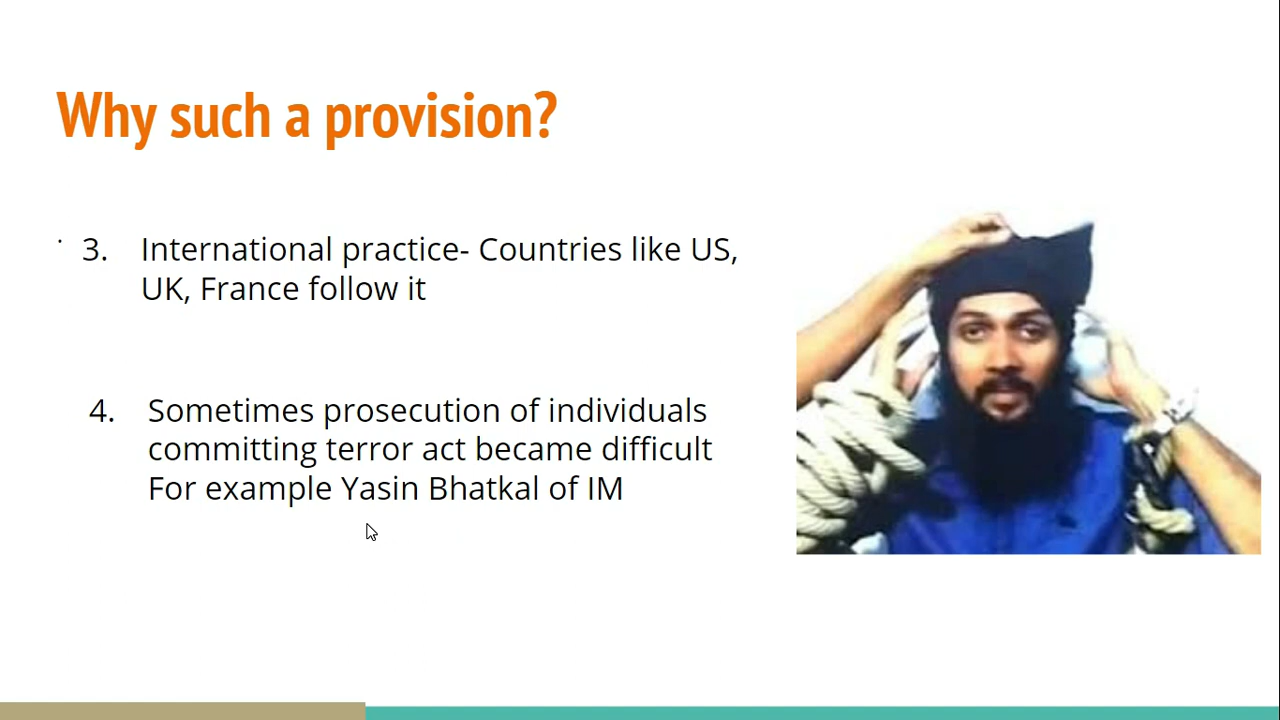 Why such a provision?
3. International practice- Countries like US,
UK, France follow it
4. Sometimes prosecution of individuals
committing terror act became difficult
For example Yasin Bhatkal of IM